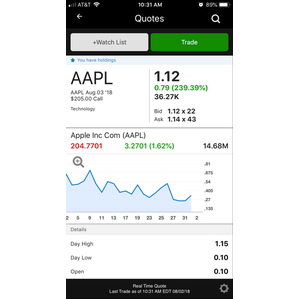 AT&T 10:31 AM 89%
Quotes
+Watch List Trade
You have holdings
AAPL
AAPL Aug 03 '18
$205.00 Call
Technology
1.12
0.79 (239.39%)
36.27K
Bid 1.12 x 22
Ask 1.14 x 43
Apple Inc Com (AAPL)
204.7701 3.2701 (1.62%) 14.68M
.81
.675
.54
.405
.27
.135
2 5 9 11 13 17 19 23 25 27 31 2
Details
Day High 1.15
Day Low 0.10
Open 0.10
Real Time Quote
Last Trade as of 10:31 AM EDT 08/02/18